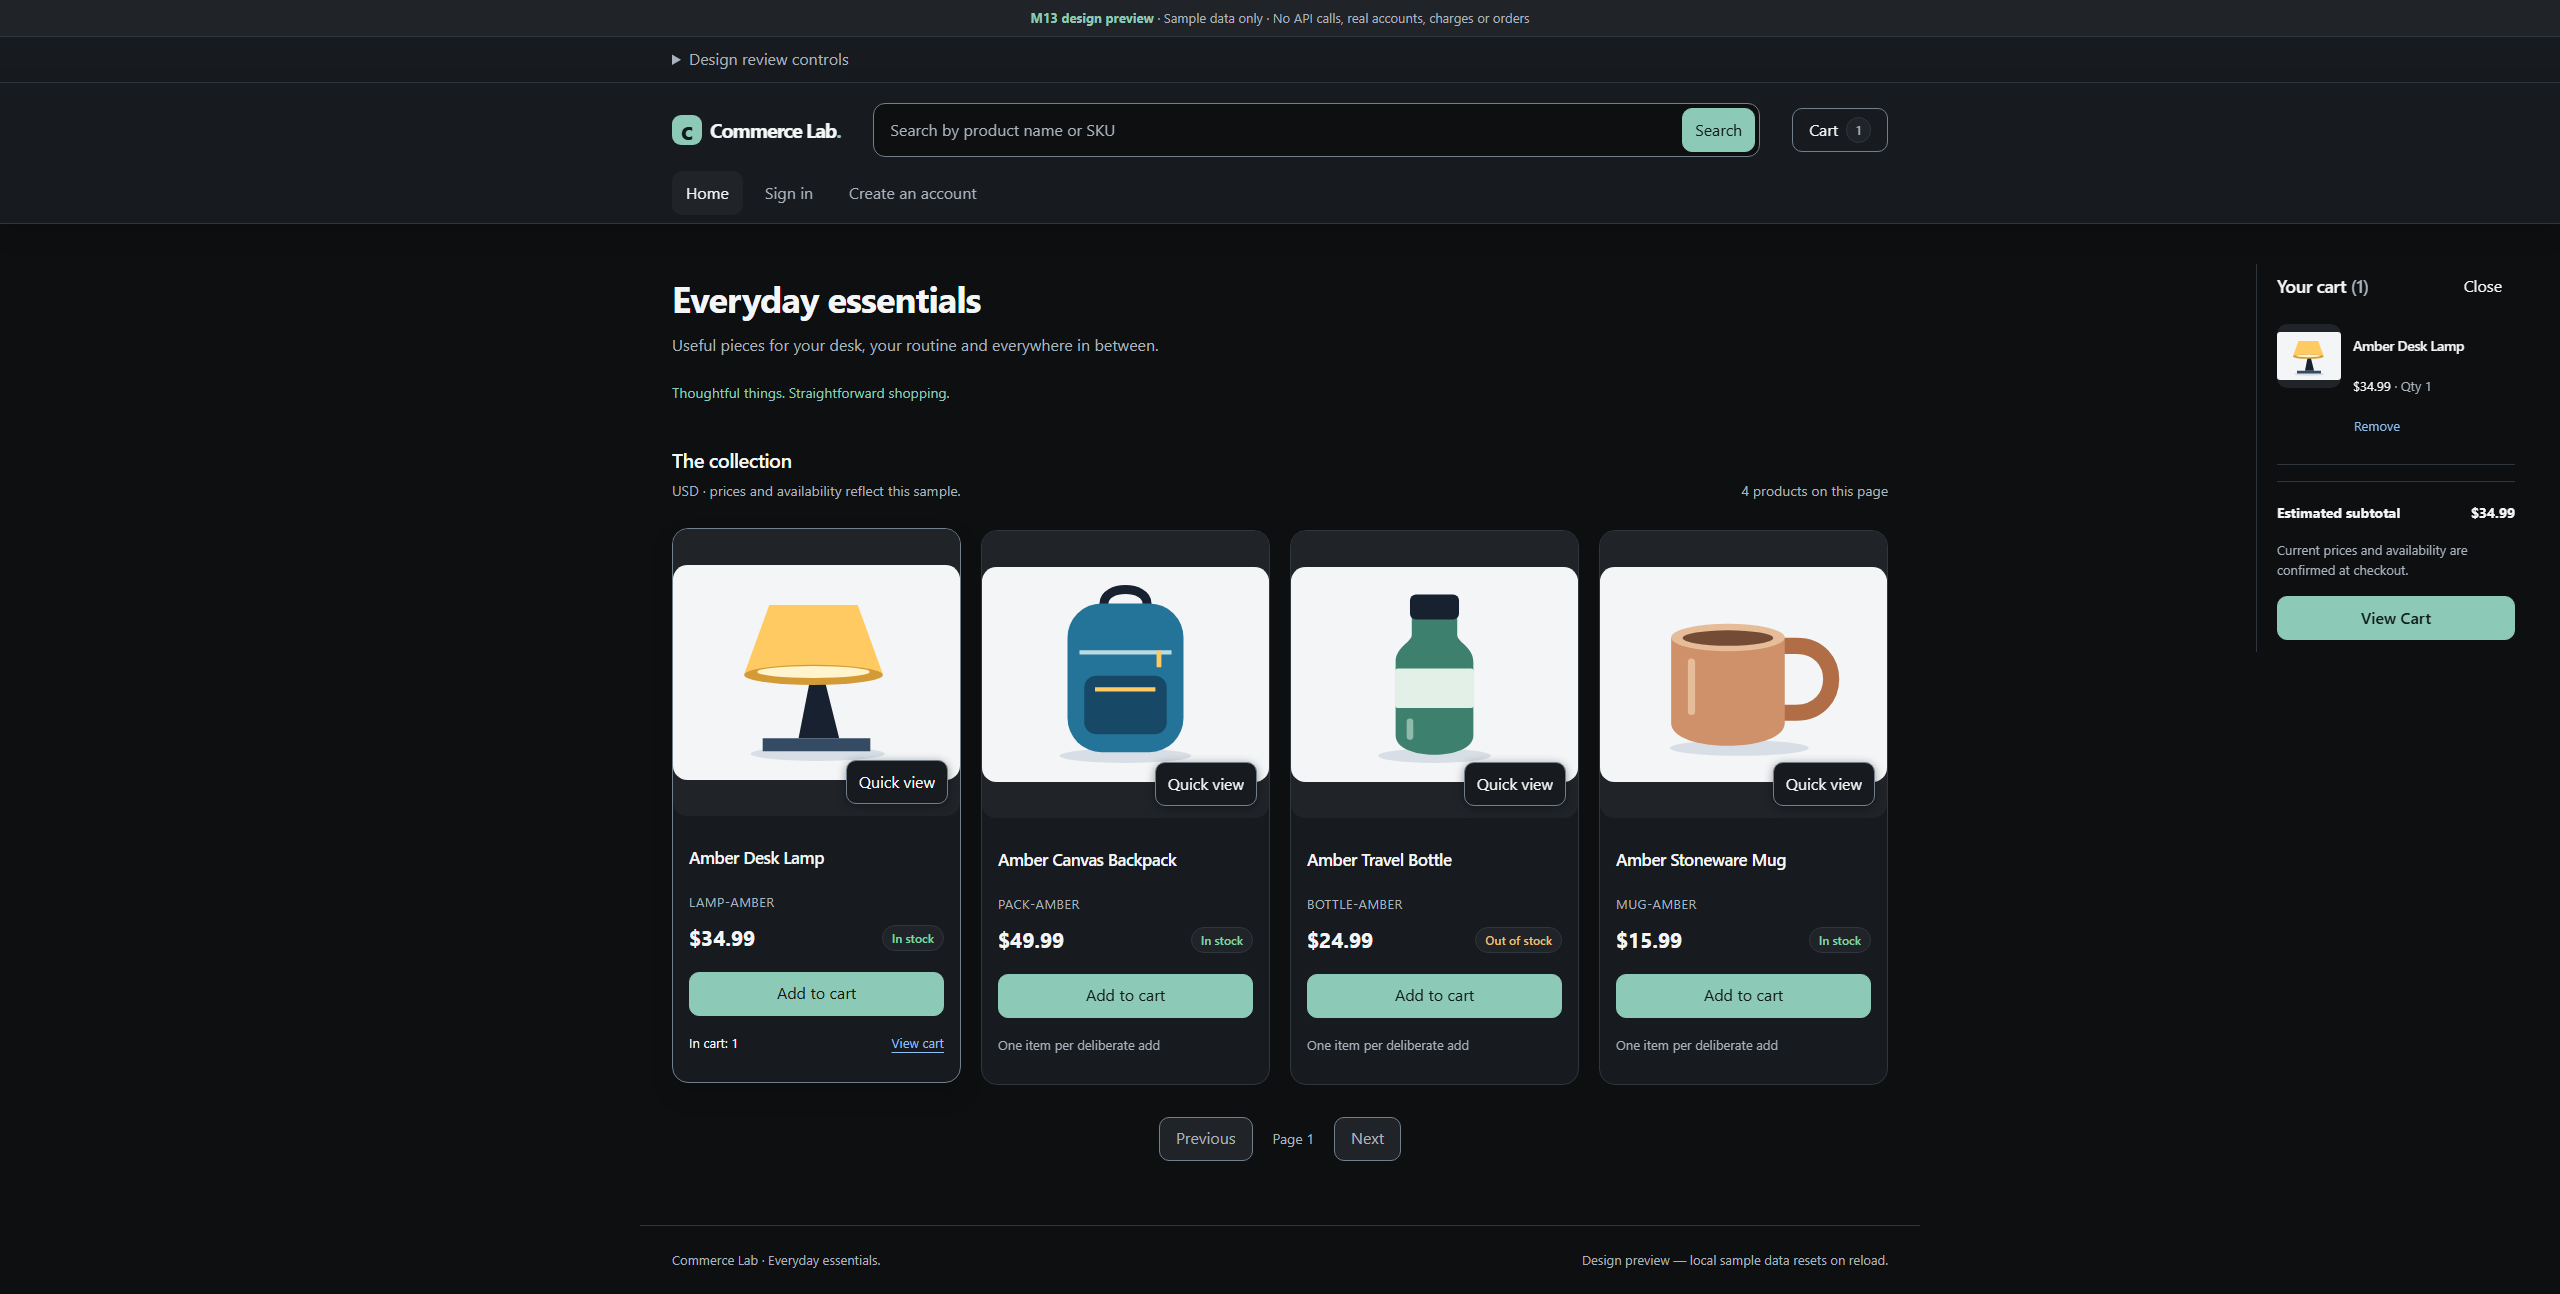 M13 design preview · Sample data only · No API calls, real accounts, charges or orders
▶ Design review controls
c Commerce Lab.
Search by product name or SKU
Search
Cart 1
Home
Sign in
Create an account
Everyday essentials
Useful pieces for your desk, your routine and everywhere in between.
Thoughtful things. Straightforward shopping.
The collection
USD · prices and availability reflect this sample.
4 products on this page
Quick view
Amber Desk Lamp
LAMP-AMBER
$34.99
In stock
Add to cart
In cart: 1
View cart
Quick view
Amber Canvas Backpack
PACK-AMBER
$49.99
In stock
Add to cart
One item per deliberate add
Quick view
Amber Travel Bottle
BOTTLE-AMBER
$24.99
Out of stock
Add to cart
One item per deliberate add
Quick view
Amber Stoneware Mug
MUG-AMBER
$15.99
In stock
Add to cart
One item per deliberate add
Previous
Page 1
Next
Your cart (1)
Close
Amber Desk Lamp
$34.99 · Qty 1
Remove
Estimated subtotal
$34.99
Current prices and availability are
confirmed at checkout.
View Cart
Commerce Lab · Everyday essentials.
Design preview — local sample data resets on reload.